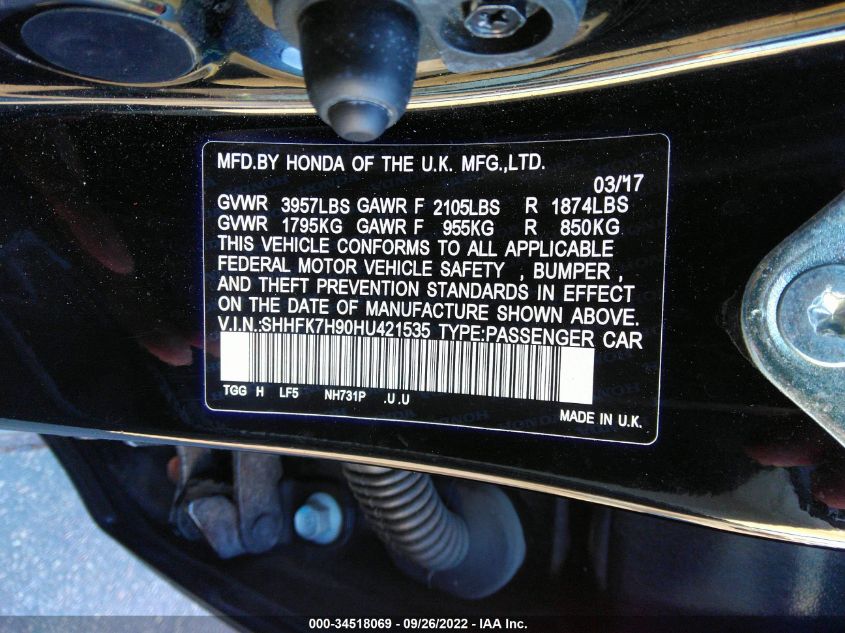 MFD.BY HONDA OF THE U.K. MFG.,LTD.
03/'17
GVWR 3957LBS GAWR F 2105LBS R 1874LBS
GVWR 1795KG GAWR F 955KG R 850KG
THIS VEHICLE CONFORMS TO ALL APPLICABLE
FEDERAL MOTOR VEHICLE SAFETY , BUMPER ,
AND THEFT PREVENTION STANDARDS IN EFFECT
ON THE DATE OF MANUFACTURE SHOWN ABOVE.
V.I.N.:SHHFK7H90HU421535 TYPE:PASSENGER CAR
TGG H LF5 NH731P .U.U
MADE IN U.K.
000-34518069 - 09/26/2022 - IAA Inc.